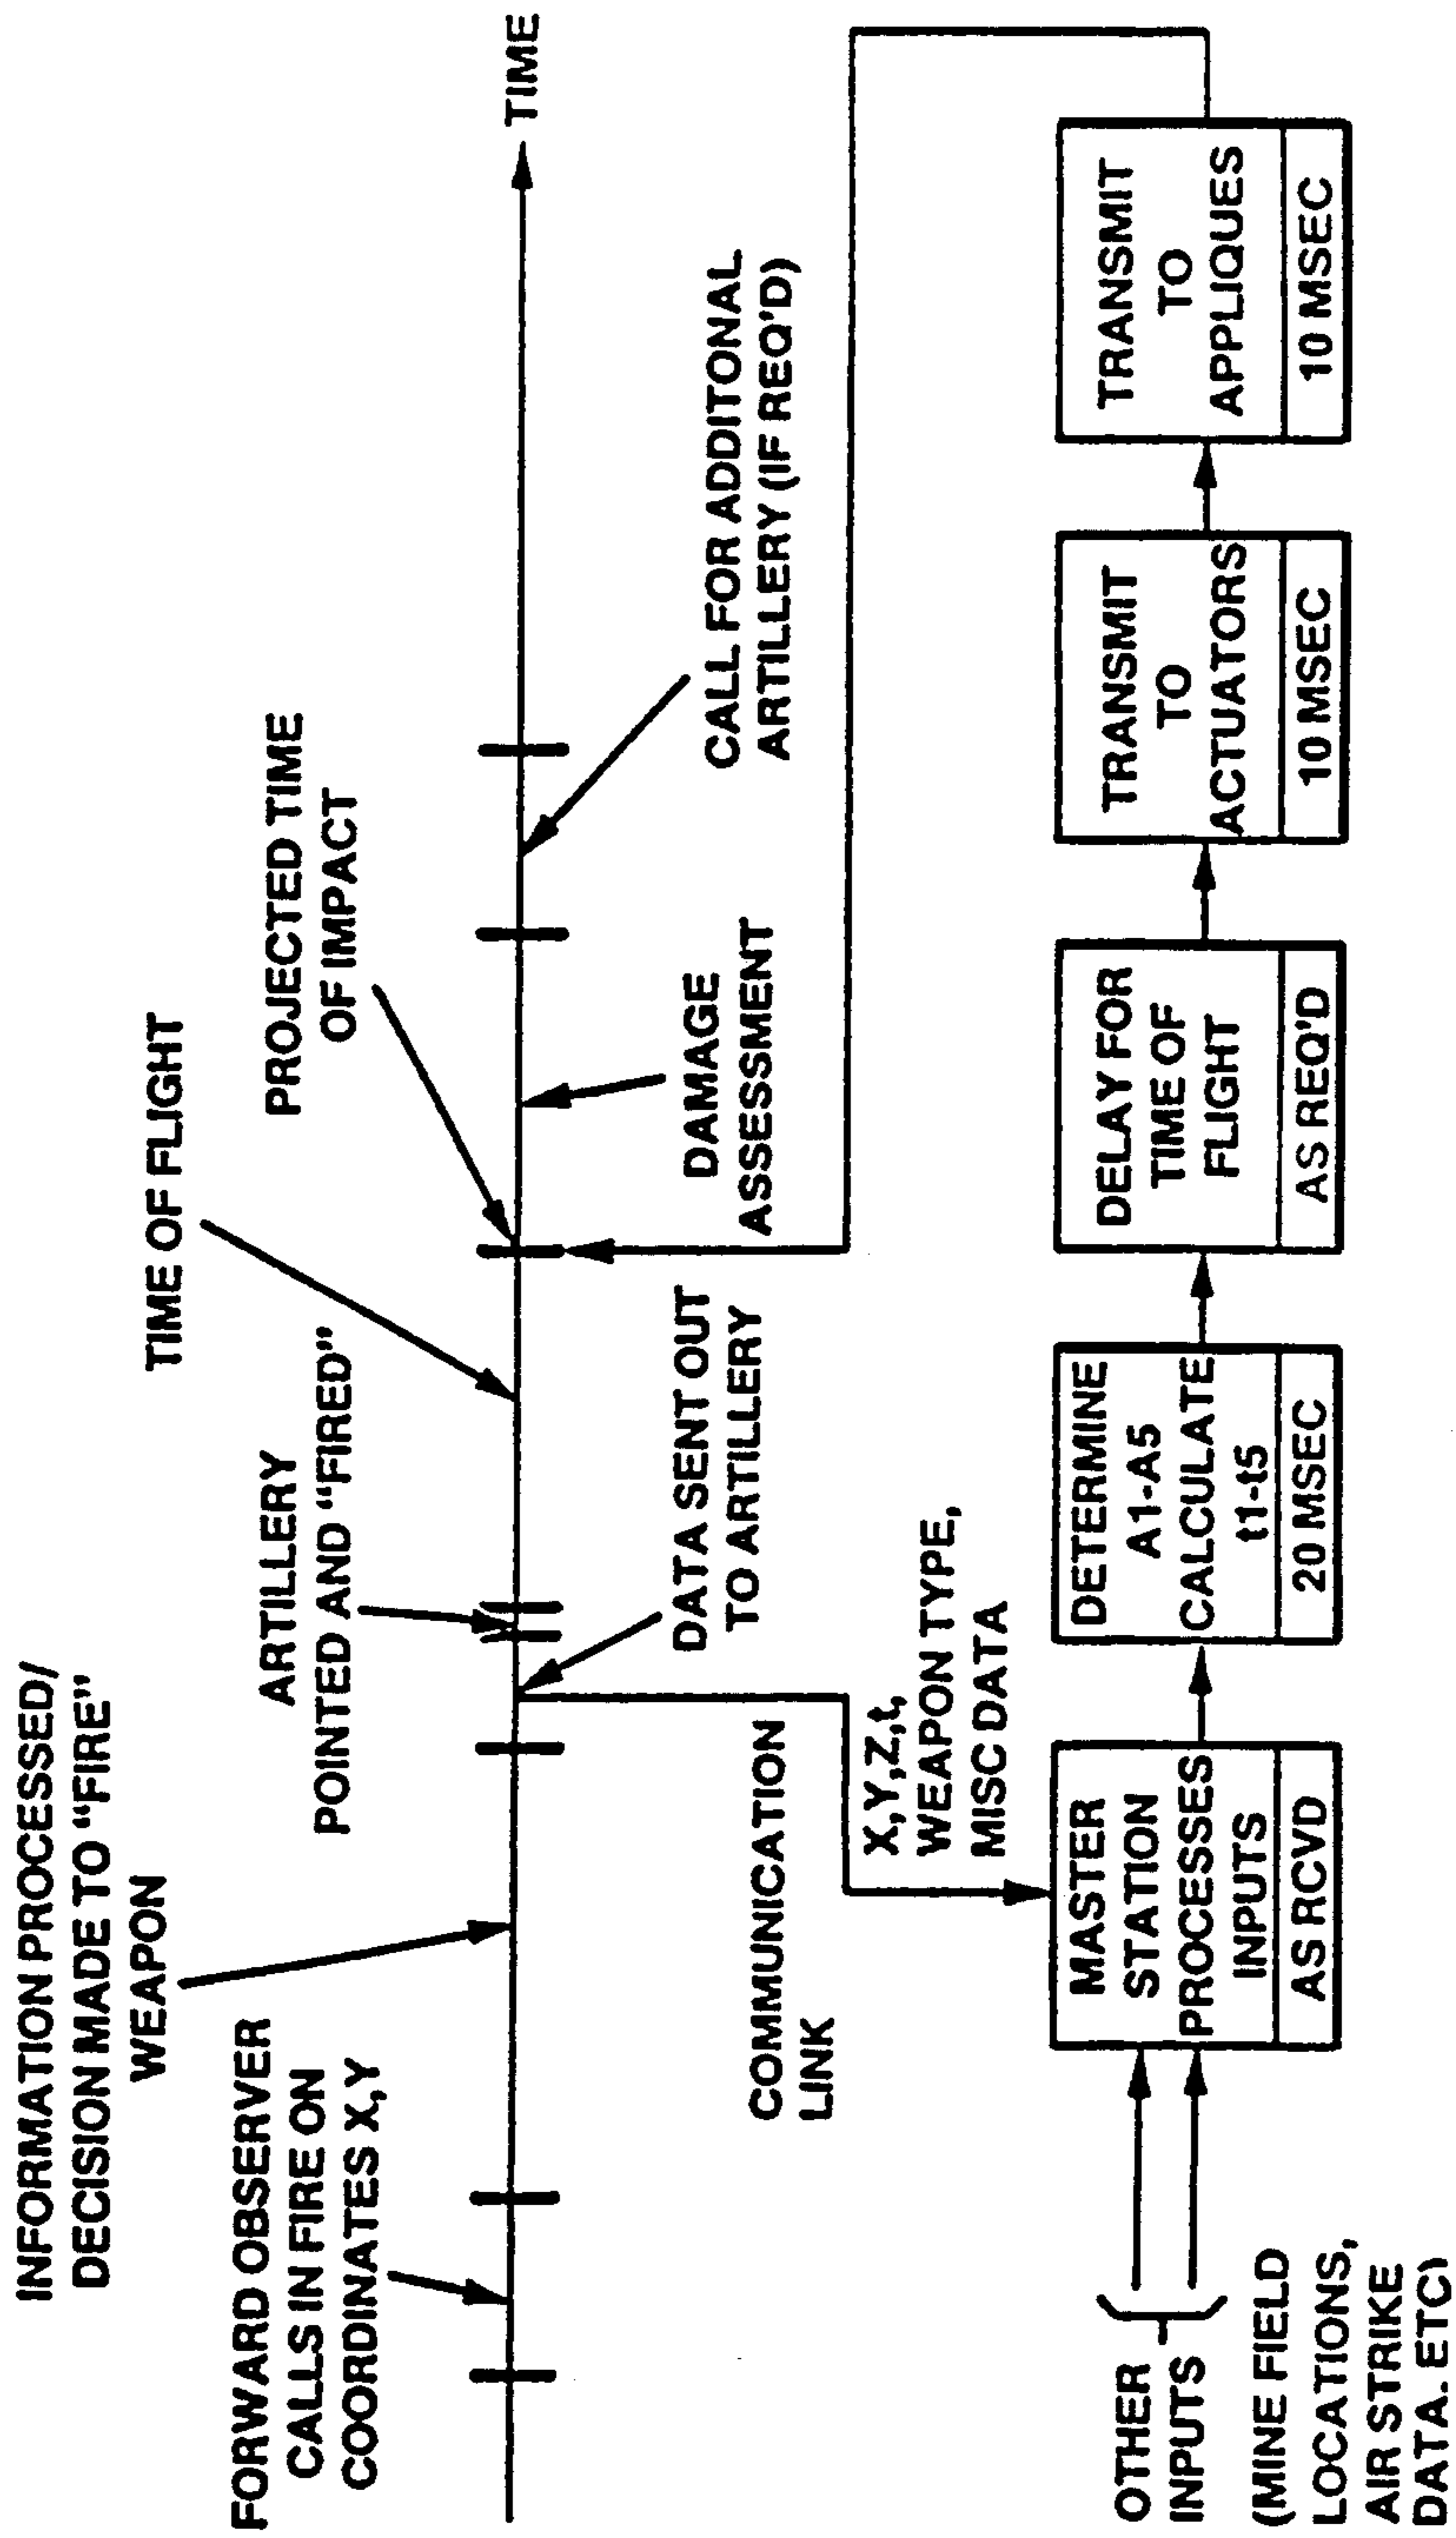 INFORMATION PROCESSED/
DECISION MADE TO "FIRE"
WEAPON
FORWARD OBSERVER
CALLS IN FIRE ON
COORDINATES X,Y
ARTILLERY
POINTED AND "FIRED"
TIME OF FLIGHT
PROJECTED TIME
OF IMPACT
TIME
DATA SENT OUT
TO ARTILLERY
DAMAGE
ASSESSMENT
CALL FOR ADDITONAL
ARTILLERY (IF REQ'D)
COMMUNICATION
LINK
X,Y,Z,t,
WEAPON TYPE,
MISC DATA
OTHER
INPUTS
(MINE FIELD
LOCATIONS,
AIR STRIKE
DATA. ETC)
MASTER
STATION
PROCESSES
INPUTS
AS RCVD
DETERMINE
A1-A5
CALCULATE
t1-t5
20 MSEC
DELAY FOR
TIME OF
FLIGHT
AS REQ'D
TRANSMIT
TO
ACTUATORS
10 MSEC
TRANSMIT
TO
APPLIQUES
10 MSEC